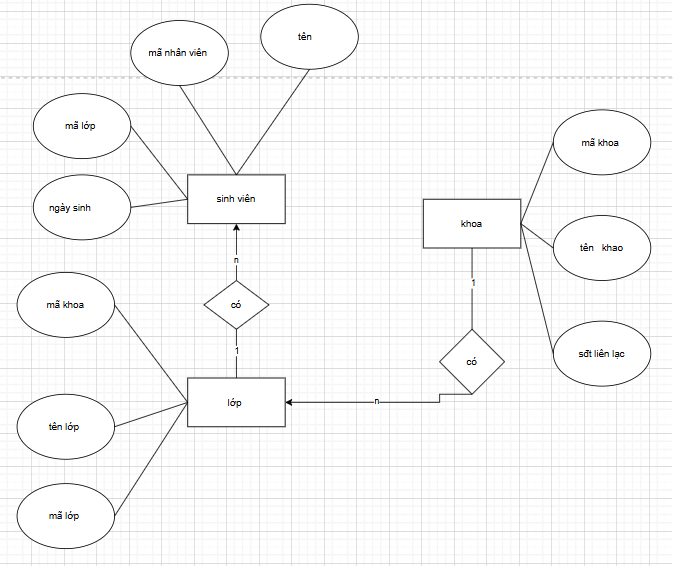 tên
mã nhân viên
mã lớp
mã khoa
sinh viên
ngày sinh
khoa
tên khao
n
1
mã khoa
có
1
sđt liên lạc
có
lớp
n
tên lớp
mã lớp